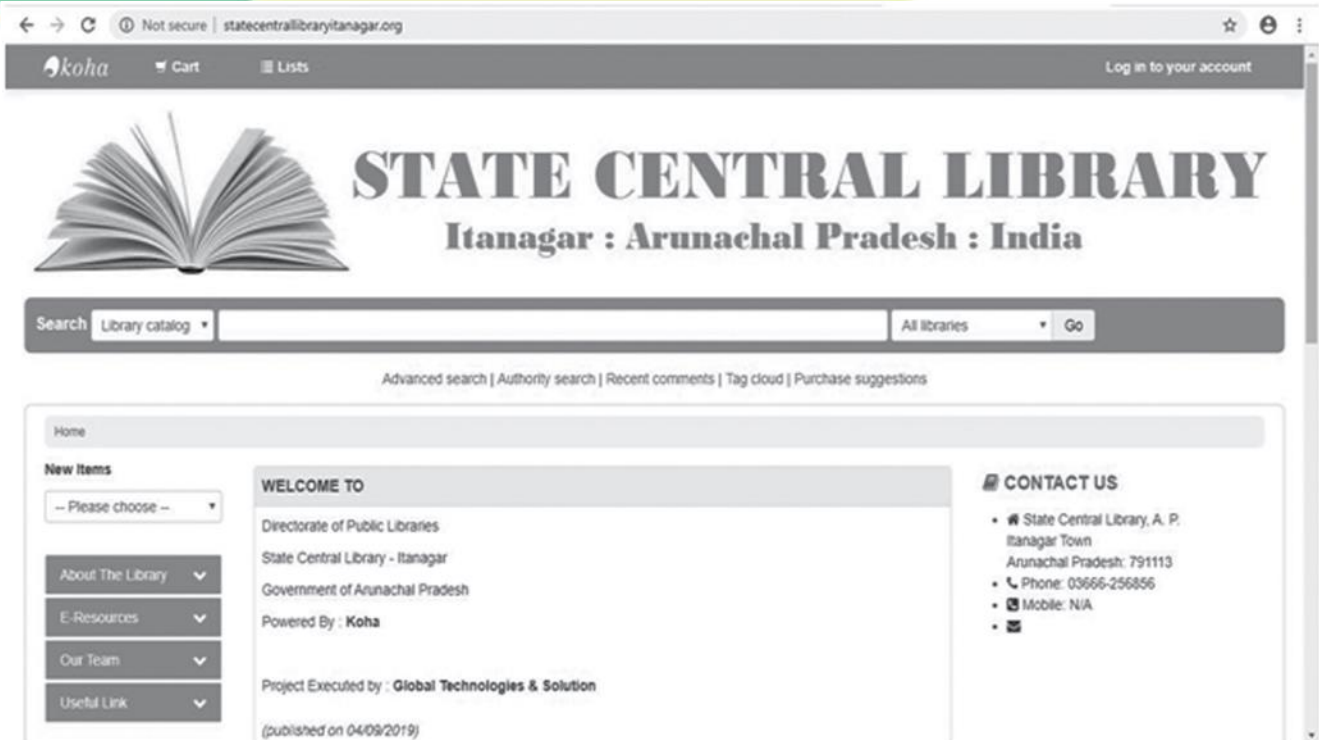 Not secure | statecentrallibraryitanagar.org
koha Cart Lists Log in to your account
STATE CENTRAL LIBRARY
Itanagar : Arunachal Pradesh : India
Search Library catalog All libraries Go
Advanced search | Authority search | Recent comments | Tag cloud | Purchase suggestions
Home
New Items
-- Please choose --
About The Library
E-Resources
Our Team
Useful Link
WELCOME TO
Directorate of Public Libraries
State Central Library - Itanagar
Government of Arunachal Pradesh
Powered By : Koha
Project Executed by : Global Technologies & Solution
(published on 04/09/2019)
CONTACT US
State Central Library, A. P.
Itanagar Town
Arunachal Pradesh: 791113
Phone: 03666-256856
Mobile: N/A